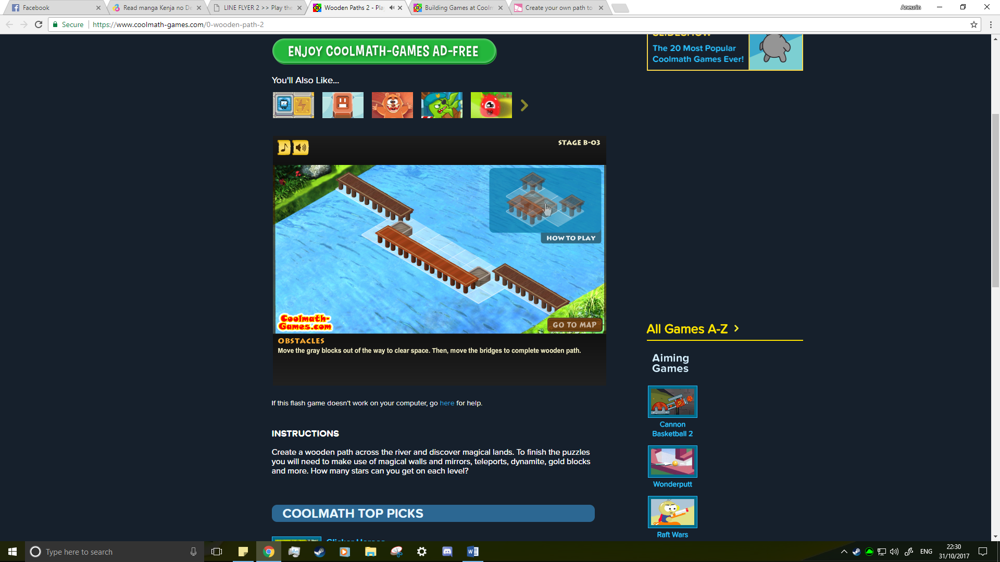 Facebook
Read manga Kenja no De
LINE FLYER 2 >> Play the
Wooden Paths 2 - Pla
Building Games at Coolm
Create your own path to
Aneurin
Secure
https://www.coolmath-games.com/0-wooden-path-2
ENJOY COOLMATH-GAMES AD-FREE
SLIDESHOW
The 20 Most Popular
Coolmath Games Ever!
You'll Also Like...
STAGE B-03
HOW TO PLAY
Coolmath-
Games.com
GO TO MAP
OBSTACLES
Move the gray blocks out of the way to clear space. Then, move the bridges to complete wooden path.
If this flash game doesn't work on your computer, go here for help.
INSTRUCTIONS
Create a wooden path across the river and discover magical lands. To finish the puzzles
you will need to make use of magical walls and mirrors, teleports, dynamite, gold blocks
and more. How many stars can you get on each level?
COOLMATH TOP PICKS
Clicker Heroes
All Games A-Z >
Aiming
Games
Cannon
Basketball 2
Wonderputt
Raft Wars
Type here to search
ENG
22:30
31/10/2017